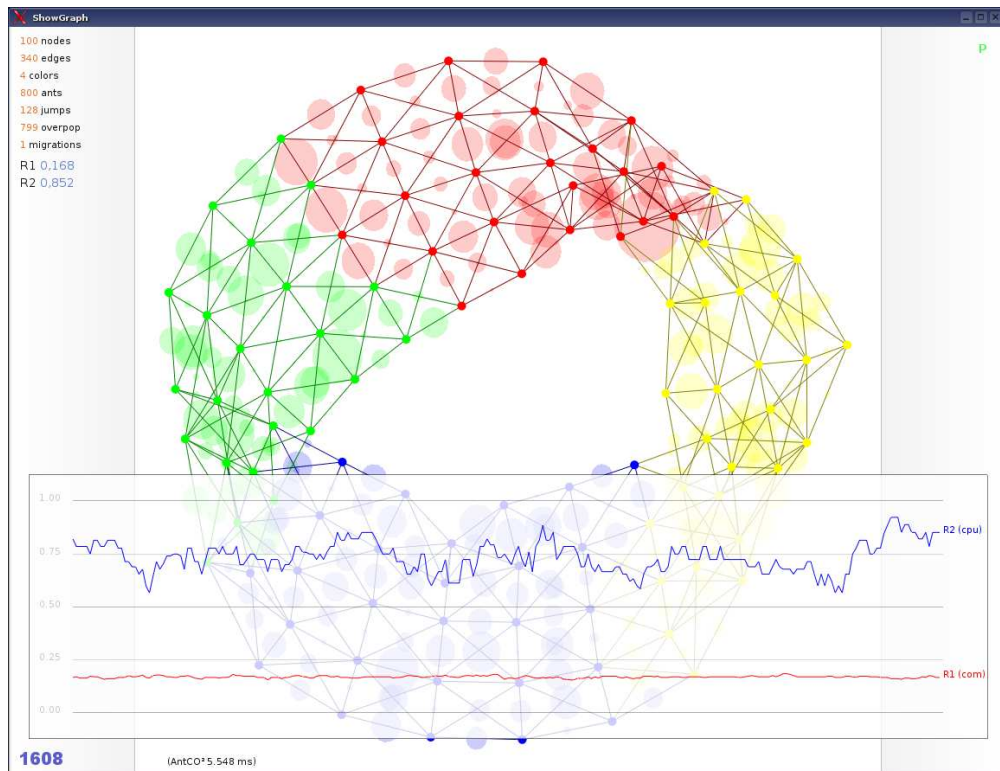 ShowGraph
100 nodes
340 edges
4 colors
800 ants
128 jumps
799 overpop
1 migrations
R1 0,168
R2 0,852
P
1.00
R2 (cpu)
0.75
0.50
0.25
R1 (com)
0.00
1608
(AntCO³ 5.548 ms)